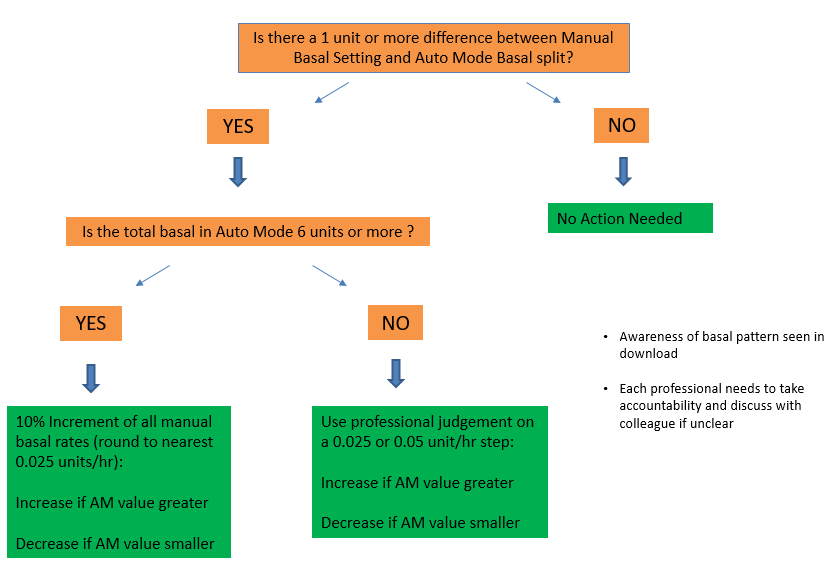 Is there a 1 unit or more difference between Manual
Basal Setting and Auto Mode Basal split?
YES
NO
Is the total basal in Auto Mode 6 units or more ?
No Action Needed
YES
NO
10% Increment of all manual
basal rates (round to nearest
0.025 units/hr):
Increase if AM value greater
Decrease if AM value smaller
Use professional judgement on
a 0.025 or 0.05 unit/hr step:
Increase if AM value greater
Decrease if AM value smaller
• Awareness of basal pattern seen in
download
• Each professional needs to take
accountability and discuss with
colleague if unclear